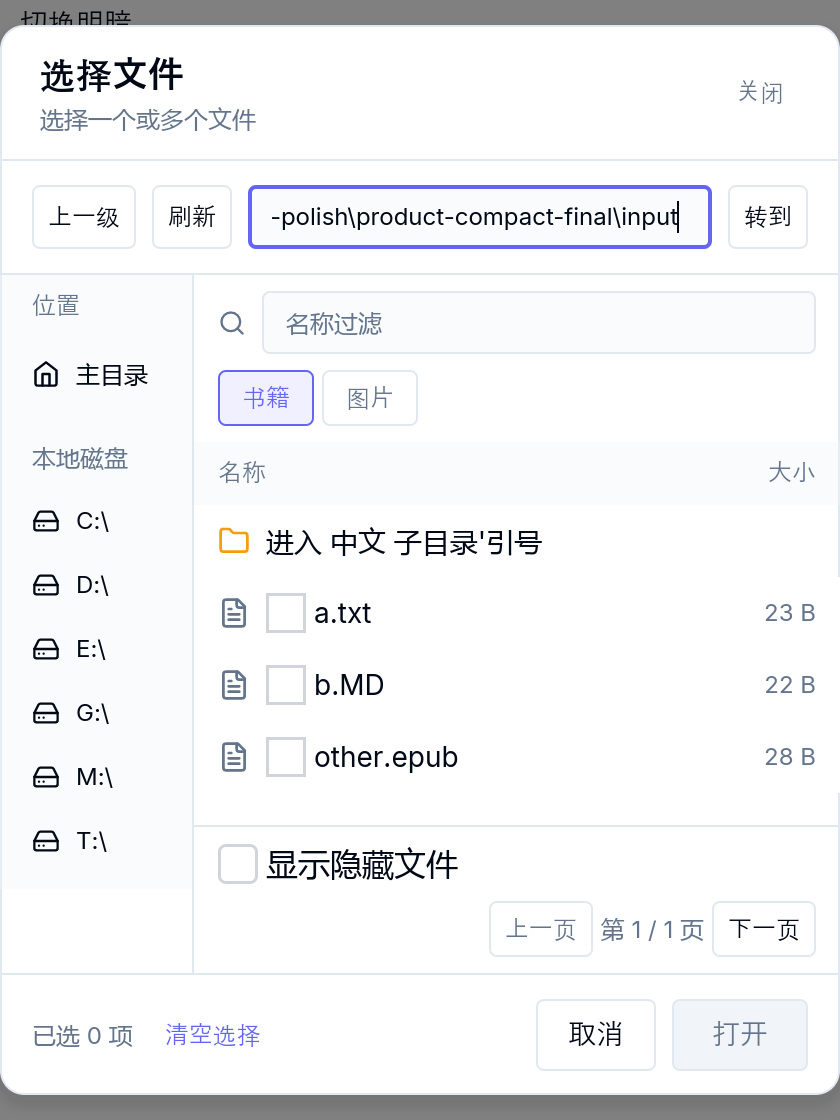 切换明暗
选择文件
选择一个或多个文件
关闭
上一级
刷新
-polish\product-compact-final\input
转到
位置
主目录
本地磁盘
C:\
D:\
E:\
G:\
M:\
T:\
名称过滤
书籍
图片
名称
大小
进入 中文 子目录'引号
a.txt
23 B
b.MD
22 B
other.epub
28 B
显示隐藏文件
上一页
第 1 / 1 页
下一页
已选 0 项
清空选择
取消
打开